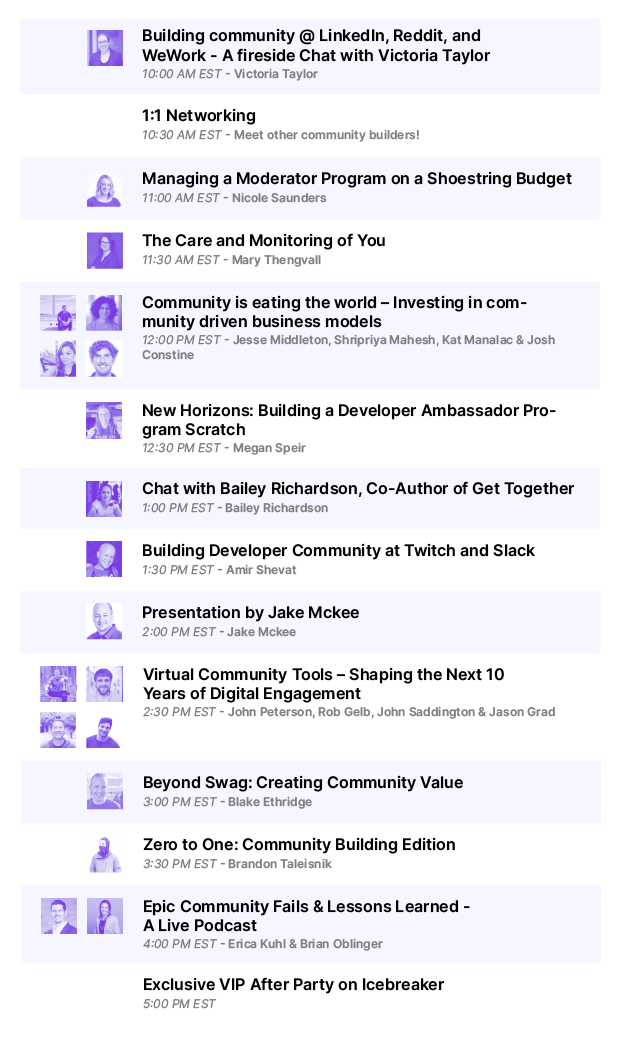 Building community @ LinkedIn, Reddit, and
WeWork - A fireside Chat with Victoria Taylor
10:00 AM EST - Victoria Taylor
1:1 Networking
10:30 AM EST - Meet other community builders!
Managing a Moderator Program on a Shoestring Budget
11:00 AM EST - Nicole Saunders
The Care and Monitoring of You
11:30 AM EST - Mary Thengvall
Community is eating the world – Investing in com-
munity driven business models
12:00 PM EST - Jesse Middleton, Shripriya Mahesh, Kat Manalac & Josh
Constine
New Horizons: Building a Developer Ambassador Pro-
gram Scratch
12:30 PM EST - Megan Speir
Chat with Bailey Richardson, Co-Author of Get Together
1:00 PM EST - Bailey Richardson
Building Developer Community at Twitch and Slack
1:30 PM EST - Amir Shevat
Presentation by Jake Mckee
2:00 PM EST - Jake Mckee
Virtual Community Tools – Shaping the Next 10
Years of Digital Engagement
2:30 PM EST - John Peterson, Rob Gelb, John Saddington & Jason Grad
Beyond Swag: Creating Community Value
3:00 PM EST - Blake Ethridge
Zero to One: Community Building Edition
3:30 PM EST - Brandon Taleisnik
Epic Community Fails & Lessons Learned -
A Live Podcast
4:00 PM EST - Erica Kuhl & Brian Oblinger
Exclusive VIP After Party on Icebreaker
5:00 PM EST